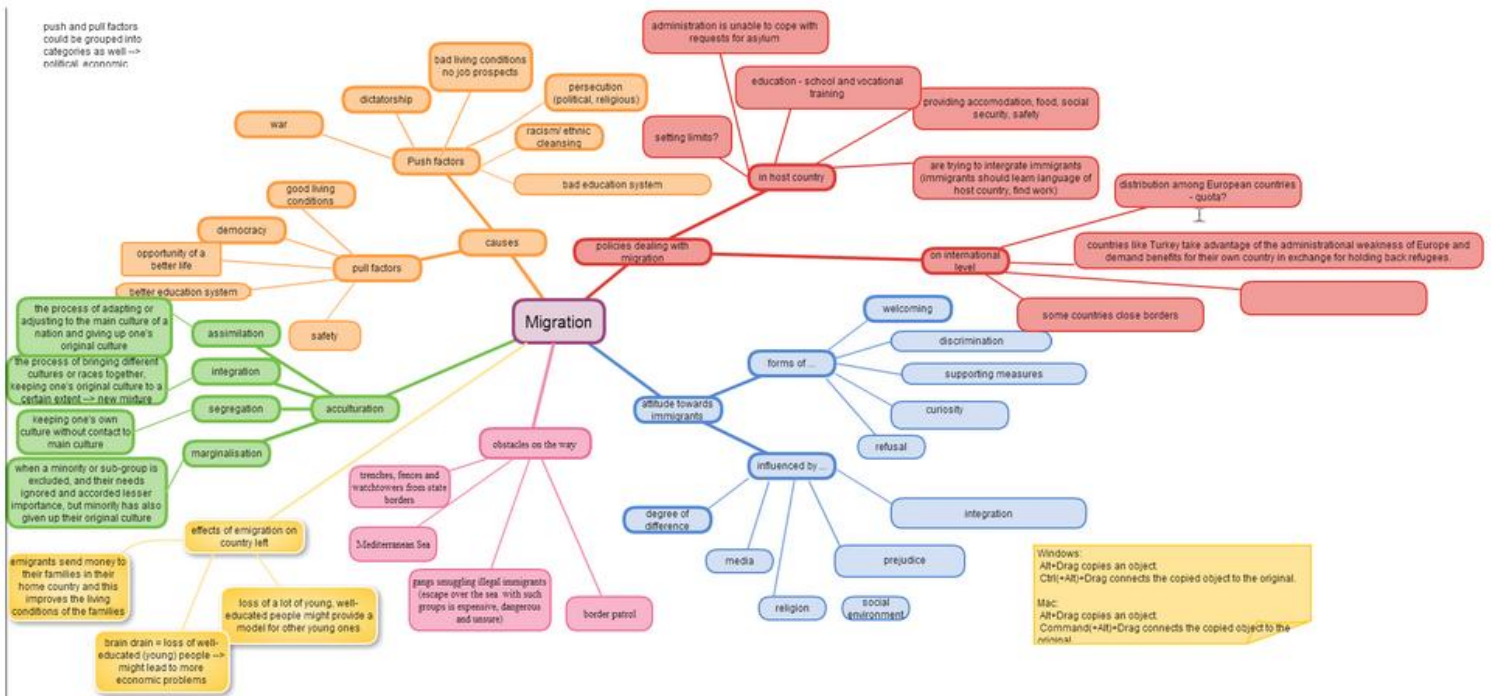 push and pull factors
could be grouped into
categories as well -->
political, economic
war
dictatorship
bad living conditions
no job prospects
persecution
(political, religious)
racism/ ethnic
cleansing
bad education system
Push factors
good living
conditions
democracy
opportunity of a
better life
better education system
safety
pull factors
causes
administration is unable to cope with
requests for asylum
education - school and vocational
training
providing accomodation, food, social
security, safety
setting limits?
are trying to intergrate immigrants
(immigrants should learn language of
host country, find work)
in host country
policies dealing with
migration
distribution among European countries
- quota?
countries like Turkey take advantage of the administrational weakness of Europe and
demand benefits for their own country in exchange for holding back refugees.
some countries close borders
on international
level
Migration
the process of adapting or
adjusting to the main culture of a
nation and giving up one's
original culture
assimilation
the process of bringing different
cultures or races together,
keeping one's original culture to a
certain extent --> new mixture
integration
keeping one's own
culture without contact to
main culture
segregation
when a minority or sub-group is
excluded, and their needs
ignored and accorded lesser
importance, but minority has also
given up their original culture
marginalisation
acculturation
effects of emigration on
country left
emigrants send money to
their families in their
home country and this
improves the living
conditions of the families
brain drain = loss of well-
educated (young) people -->
might lead to more
economic problems
loss of a lot of young, well-
educated people might provide a
model for other young ones
obstacles on the way
trenches, fences and
watchtowers from state
borders
Mediterranean Sea
gangs smuggling illegal immigrants
(escape over the sea with such
groups is expensive, dangerous
and unsure)
border patrol
attitude towards
immigrants
forms of ...
welcoming
discrimination
supporting measures
curiosity
refusal
influenced by ...
degree of
difference
media
religion
social
environment
prejudice
integration
Windows:
Alt+Drag copies an object.
Ctrl(+Alt)+Drag connects the copied object to the original.
Mac:
Alt+Drag copies an object.
Command(+Alt)+Drag connects the copied object to the
original.